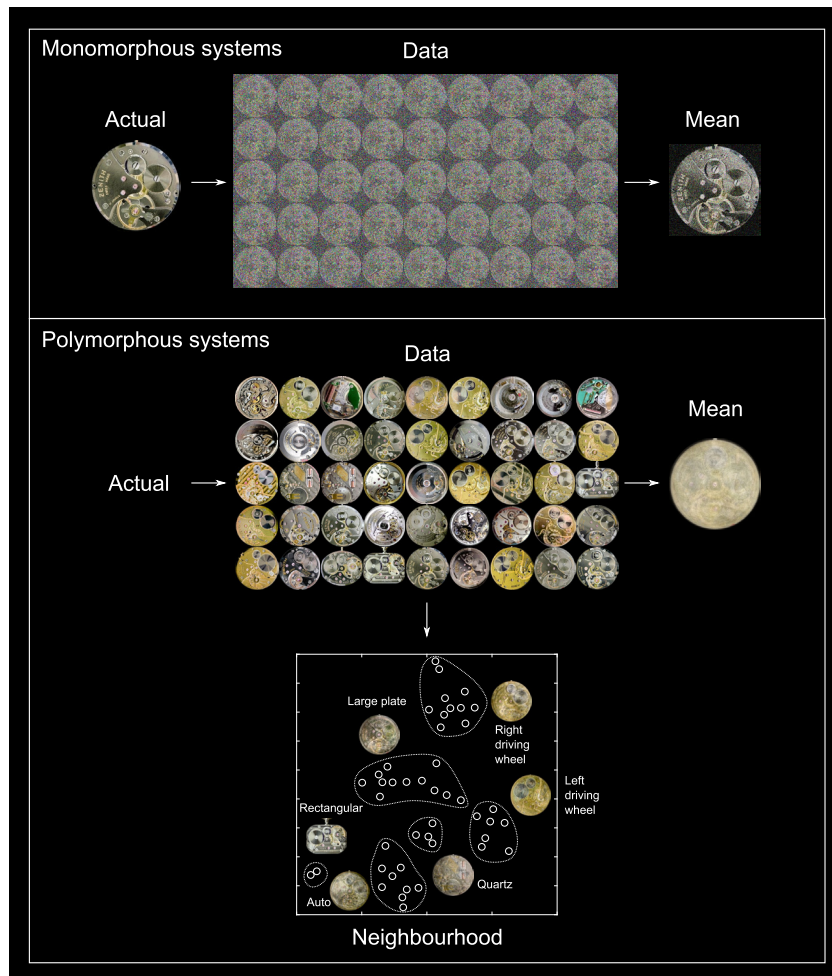 Monomorphous systems
Data
Actual
Mean
ZENITH
Polymorphous systems
Data
Mean
Actual
Large plate
Right
driving
wheel
Left
driving
wheel
Rectangular
Quartz
Auto
Neighbourhood